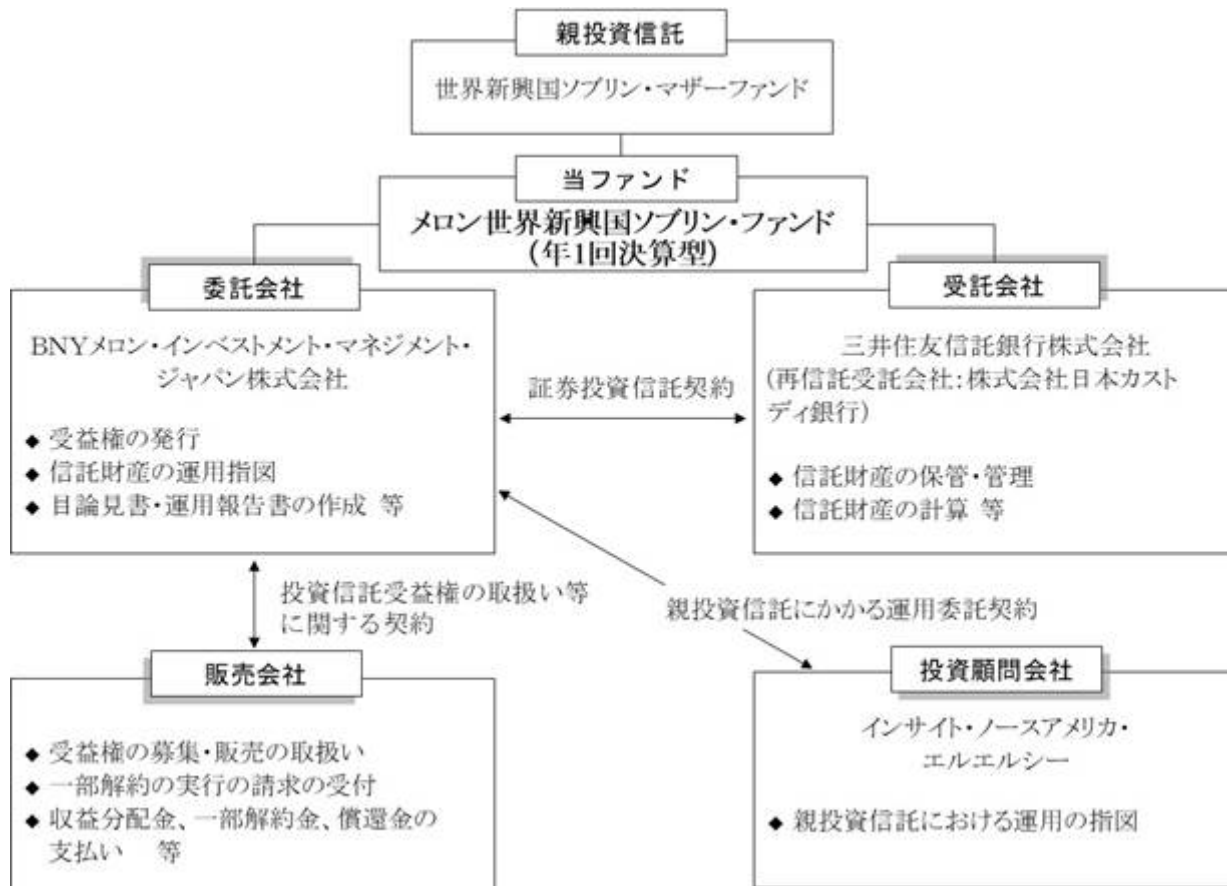 親投資信託
世界新興国ソブリン・マザーファンド
当ファンド
メロン世界新興国ソブリン・ファンド
(年1回決算型)
委託会社
BNYメロン・インベストメント・マネジメント・
ジャパン株式会社
◆ 受益権の発行
◆ 信託財産の運用指図
◆ 目論見書・運用報告書の作成 等
証券投資信託契約
受託会社
三井住友信託銀行株式会社
(再信託受託会社:株式会社日本カスト
ディ銀行)
◆ 信託財産の保管・管理
◆ 信託財産の計算 等
投資信託受益権の取扱い等
に関する契約
親投資信託にかかる運用委託契約
販売会社
◆ 受益権の募集・販売の取扱い
◆ 一部解約の実行の請求の受付
◆ 収益分配金、一部解約金、償還金の
支払い 等
投資顧問会社
インサイト・ノースアメリカ・
エルエルシー
◆ 親投資信託における運用の指図